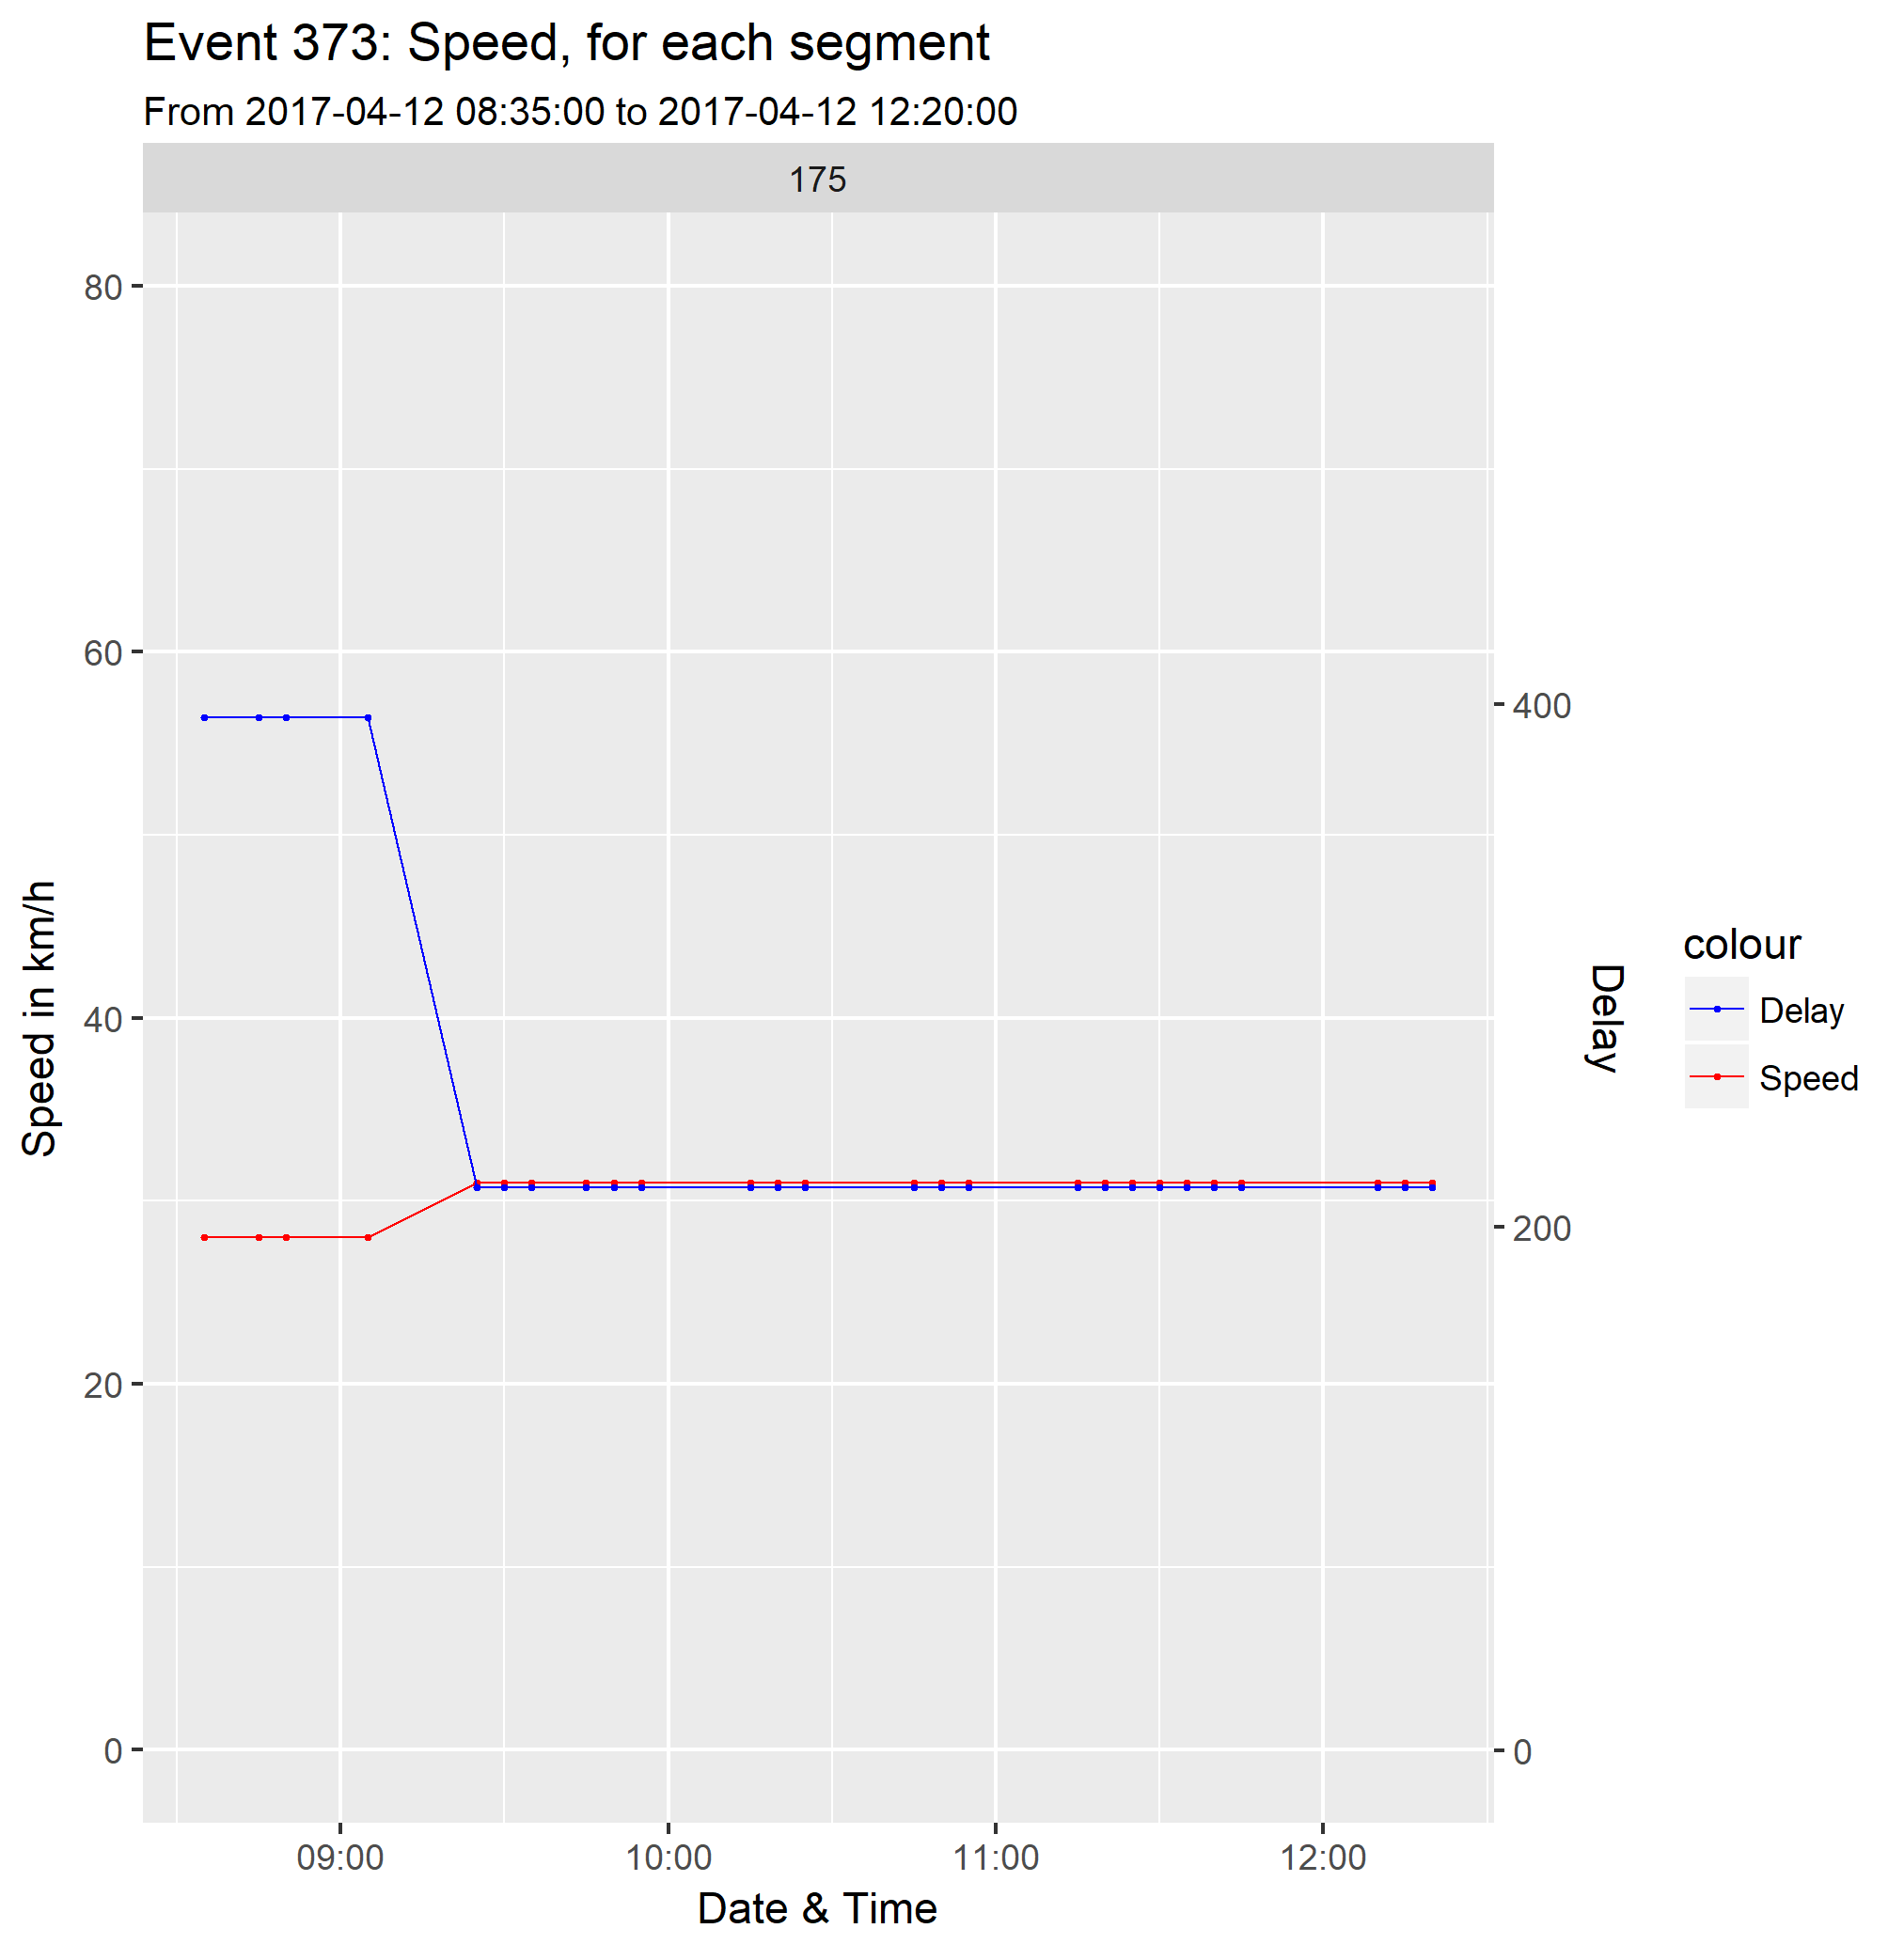 Event 373: Speed, for each segment
From 2017-04-12 08:35:00 to 2017-04-12 12:20:00
175
80
60
40
20
0
Speed in km/h
400
200
0
Delay
colour
Delay
Speed
09:00
10:00
11:00
12:00
Date & Time